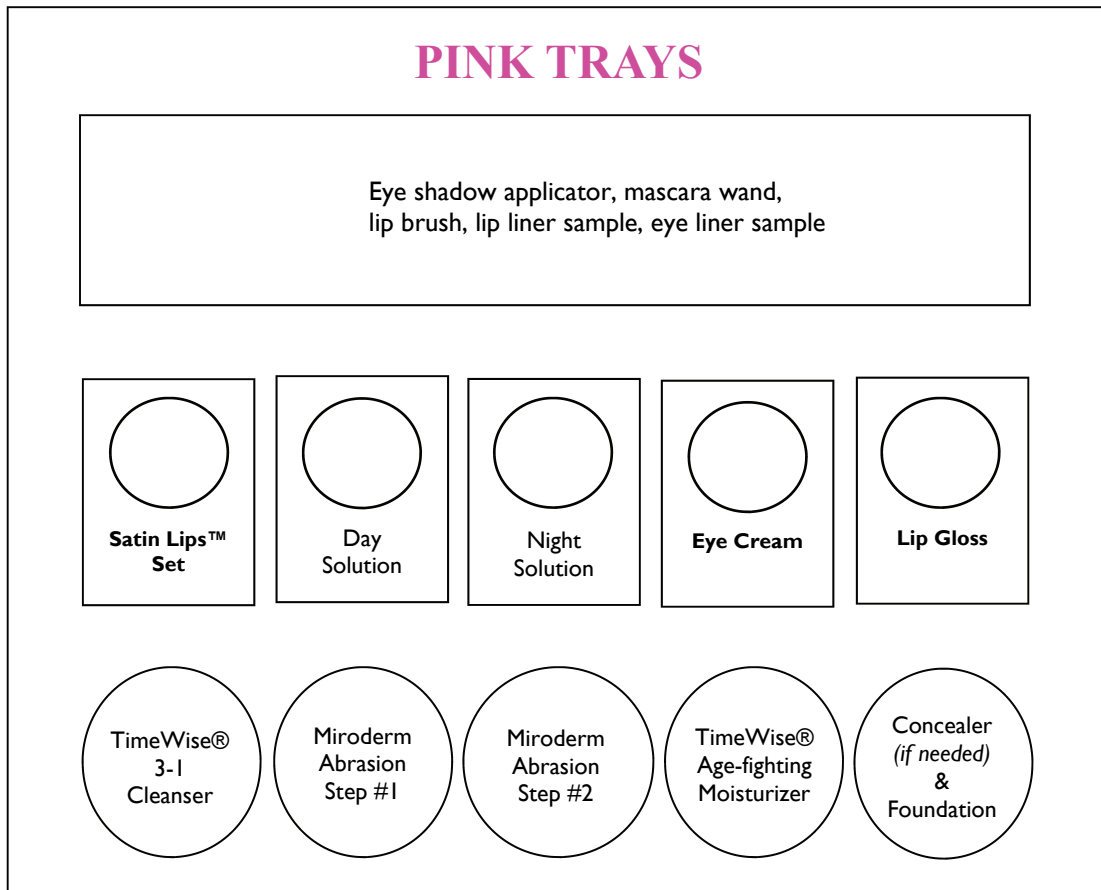 PINK TRAYS
Eye shadow applicator, mascara wand,
lip brush, lip liner sample, eye liner sample
Satin Lips™
Set
Day
Solution
Night
Solution
Eye Cream
Lip Gloss
TimeWise®
3-1
Cleanser
Miroderm
Abrasion
Step #1
Miroderm
Abrasion
Step #2
TimeWise®
Age-fighting
Moisturizer
Concealer
(if needed)
&
Foundation